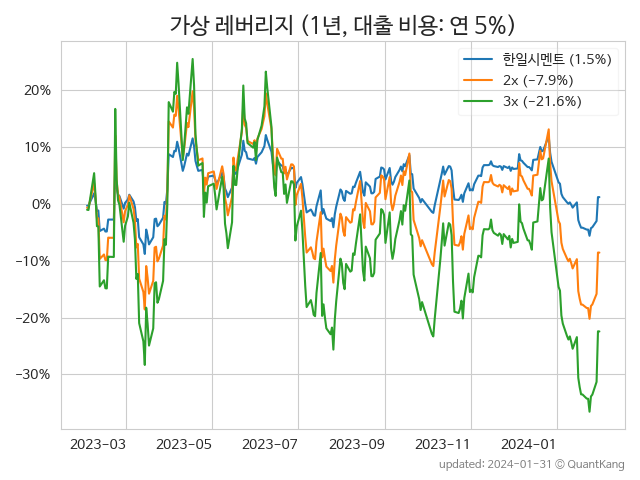 가상 레버리지 (1년, 대출 비용: 연 5%)
한일시멘트 (1.5%)
2x (−7.9%)
3x (−21.6%)
20%
10%
0%
−10%
−20%
−30%
2023-03
2023-05
2023-07
2023-09
2023-11
2024-01
updated: 2024-01-31 © QuantKang